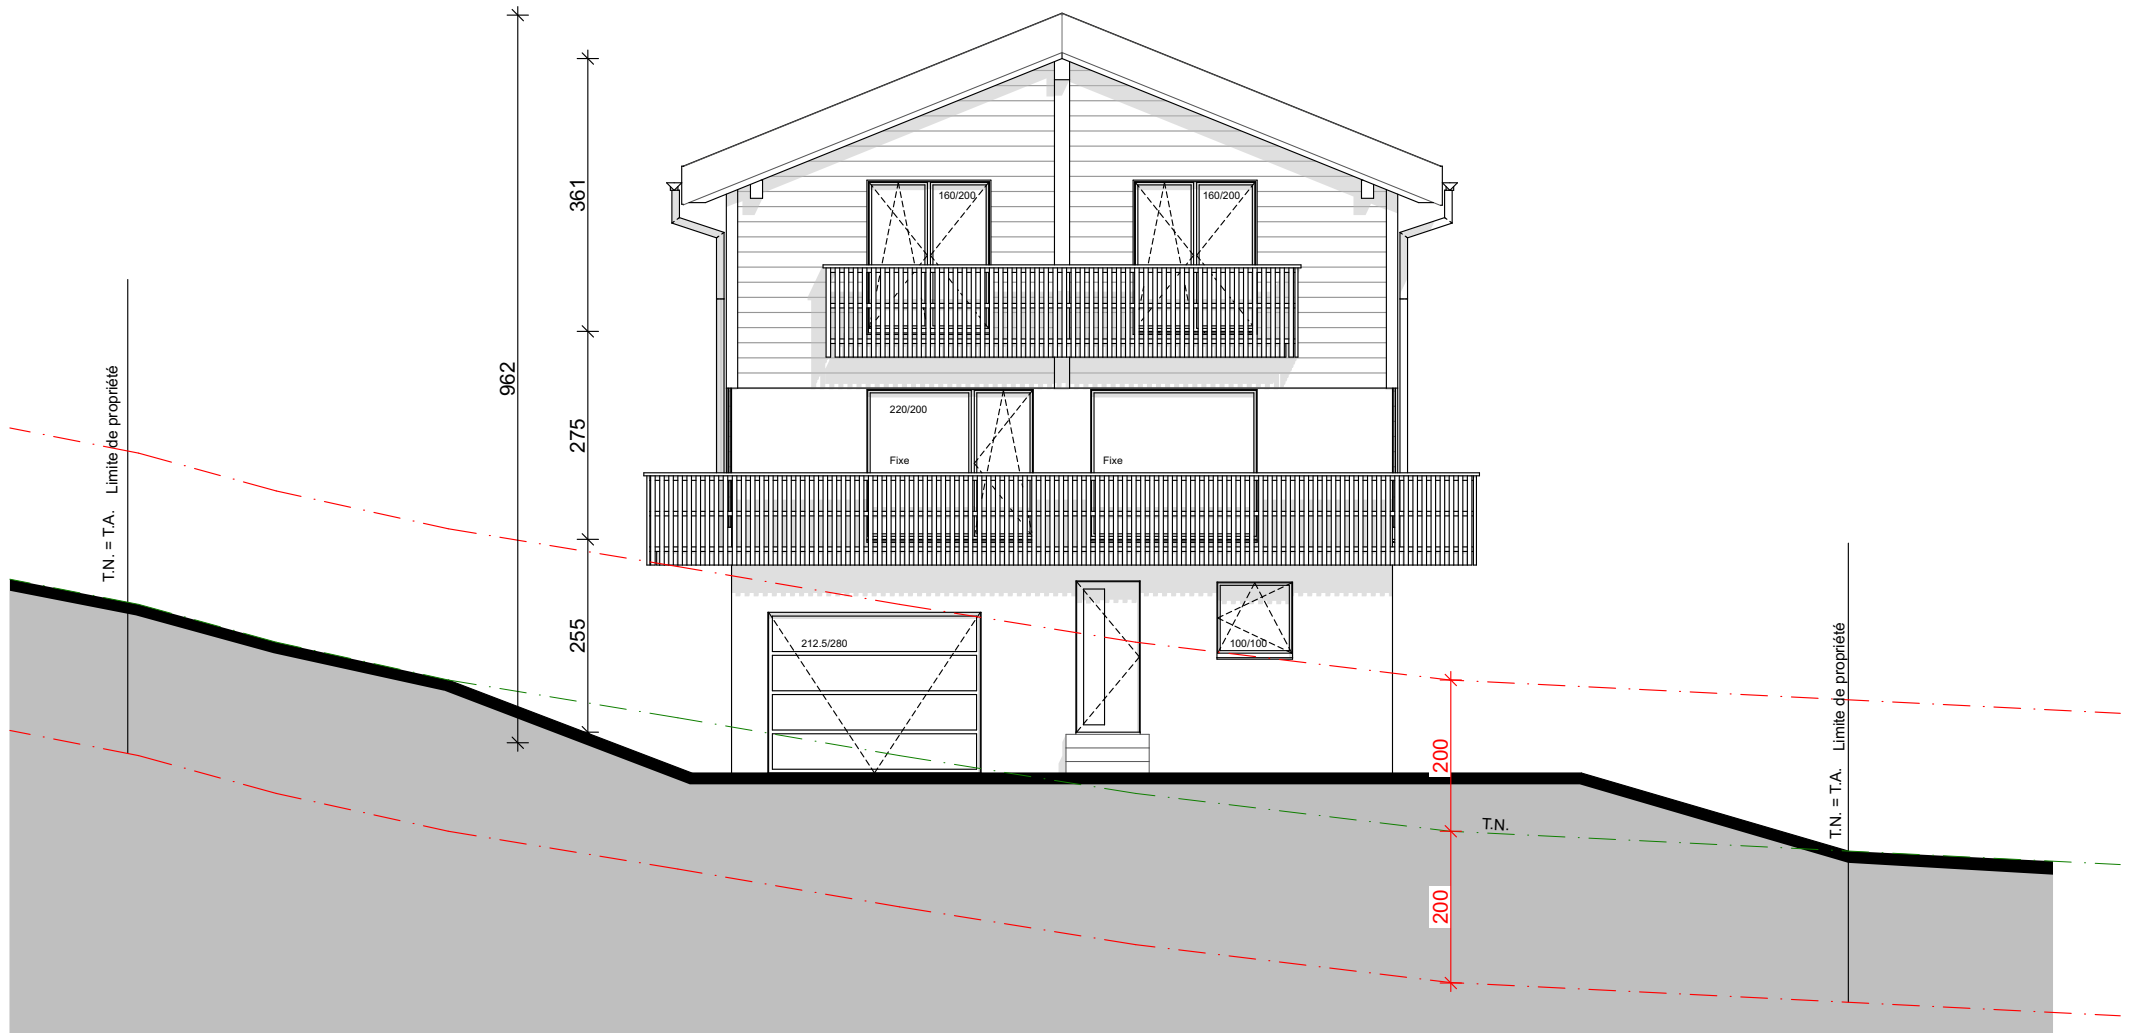 160/200
160/200
361
962
T.N. = T.A. Limite de propriété
220/200
275
Fixe
Fixe
255
212.5/280
100/100
T.N. = T.A. Limite de propriété
200
T.N.
200